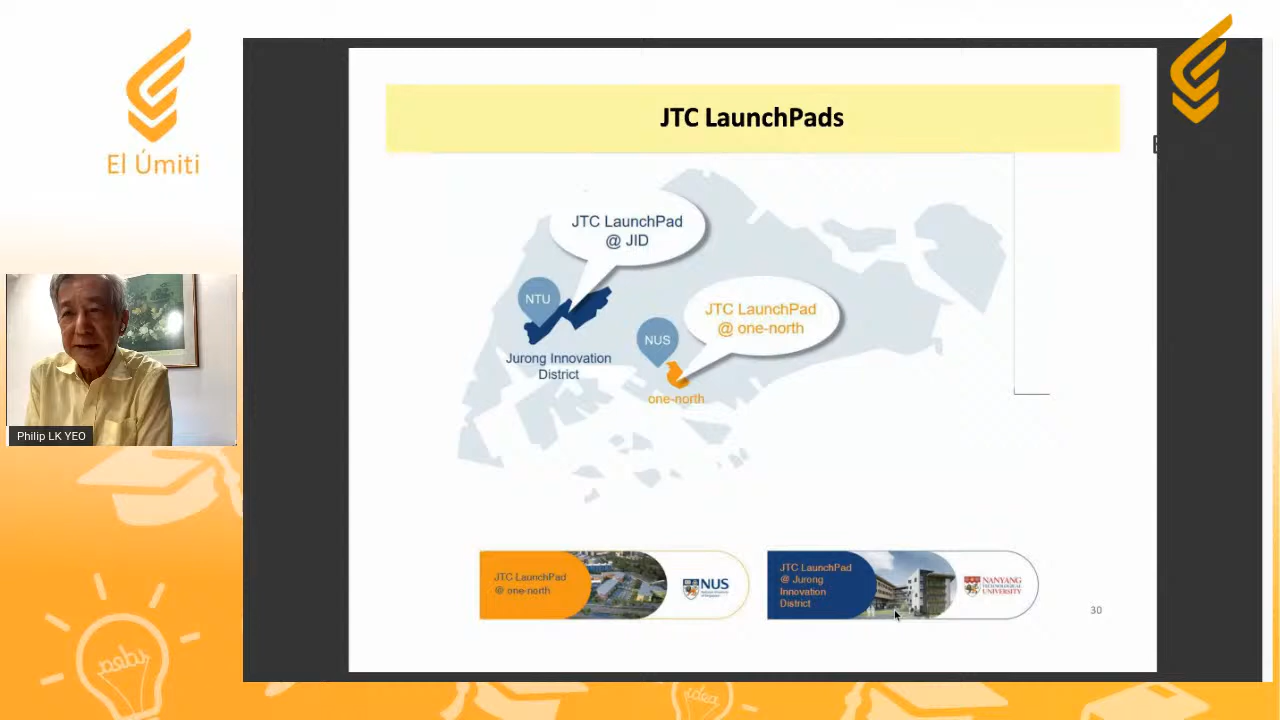 El Úmiti
JTC LaunchPads
JTC LaunchPad
@ JID
NTU
JTC LaunchPad
@ one-north
NUS
Jurong Innovation
District
one-north
Philip LK YEO
JTC LaunchPad
@ one-north
NUS
National University
of Singapore
JTC LaunchPad
@ Jurong
Innovation
District
NANYANG
TECHNOLOGICAL
UNIVERSITY
30
idea
idea